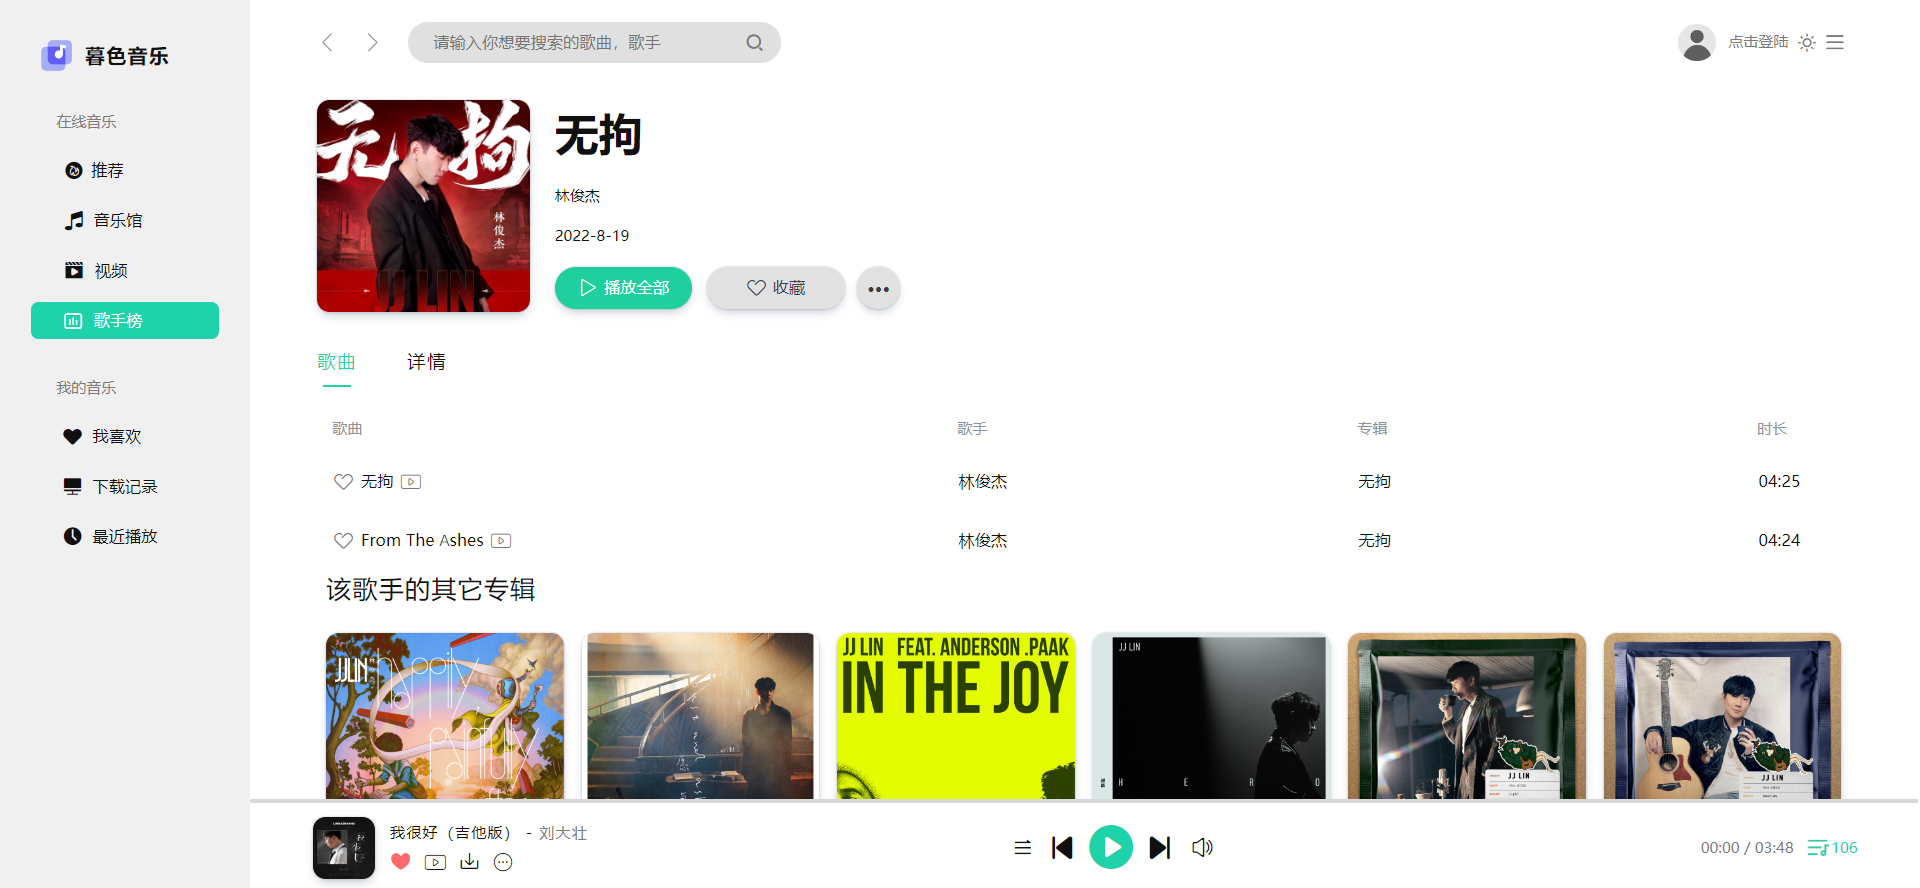 暮色音乐
在线音乐
推荐
音乐馆
视频
歌手榜
我的音乐
我喜欢
下载记录
最近播放
请输入你想要搜索的歌曲，歌手
点击登陆
无拘
林俊杰
JJ LIN
无拘
林俊杰
2022-8-19
播放全部
收藏
歌曲 详情
歌曲 歌手 专辑 时长
无拘 林俊杰 无拘 04:25
From The Ashes 林俊杰 无拘 04:24
该歌手的其它专辑
JJLIN happily, painfully
JJ LIN FEAT. ANDERSON .PAAK
IN THE JOY
JJ LIN
HERO
JJ LIN
JJ LIN
我很好（吉他版） - 刘大壮
00:00 / 03:48 106